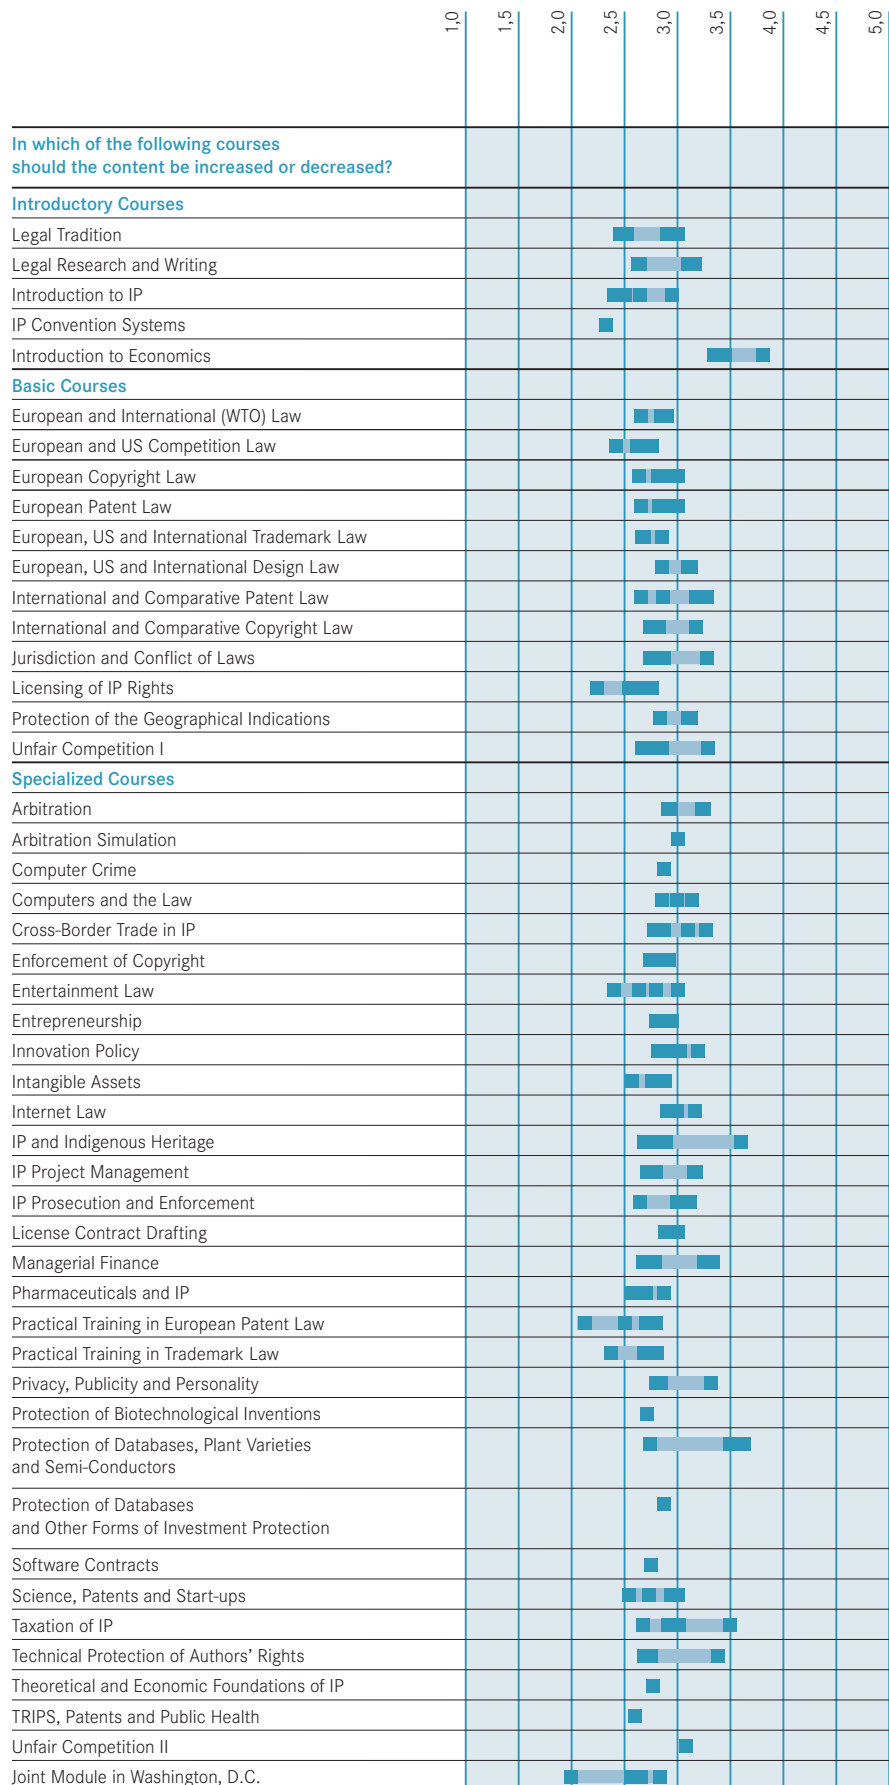 1,0
1,5
2,0
2,5
3,0
3,5
4,0
4,5
5,0
In which of the following courses
should the content be increased or decreased?
Introductory Courses
Legal Tradition
Legal Research and Writing
Introduction to IP
IP Convention Systems
Introduction to Economics
Basic Courses
European and International (WTO) Law
European and US Competition Law
European Copyright Law
European Patent Law
European, US and International Trademark Law
European, US and International Design Law
International and Comparative Patent Law
International and Comparative Copyright Law
Jurisdiction and Conflict of Laws
Licensing of IP Rights
Protection of the Geographical Indications
Unfair Competition I
Specialized Courses
Arbitration
Arbitration Simulation
Computer Crime
Computers and the Law
Cross-Border Trade in IP
Enforcement of Copyright
Entertainment Law
Entrepreneurship
Innovation Policy
Intangible Assets
Internet Law
IP and Indigenous Heritage
IP Project Management
IP Prosecution and Enforcement
License Contract Drafting
Managerial Finance
Pharmaceuticals and IP
Practical Training in European Patent Law
Practical Training in Trademark Law
Privacy, Publicity and Personality
Protection of Biotechnological Inventions
Protection of Databases, Plant Varieties
and Semi-Conductors
Protection of Databases
and Other Forms of Investment Protection
Software Contracts
Science, Patents and Start-ups
Taxation of IP
Technical Protection of Authors’ Rights
Theoretical and Economic Foundations of IP
TRIPS, Patents and Public Health
Unfair Competition II
Joint Module in Washington, D.C.